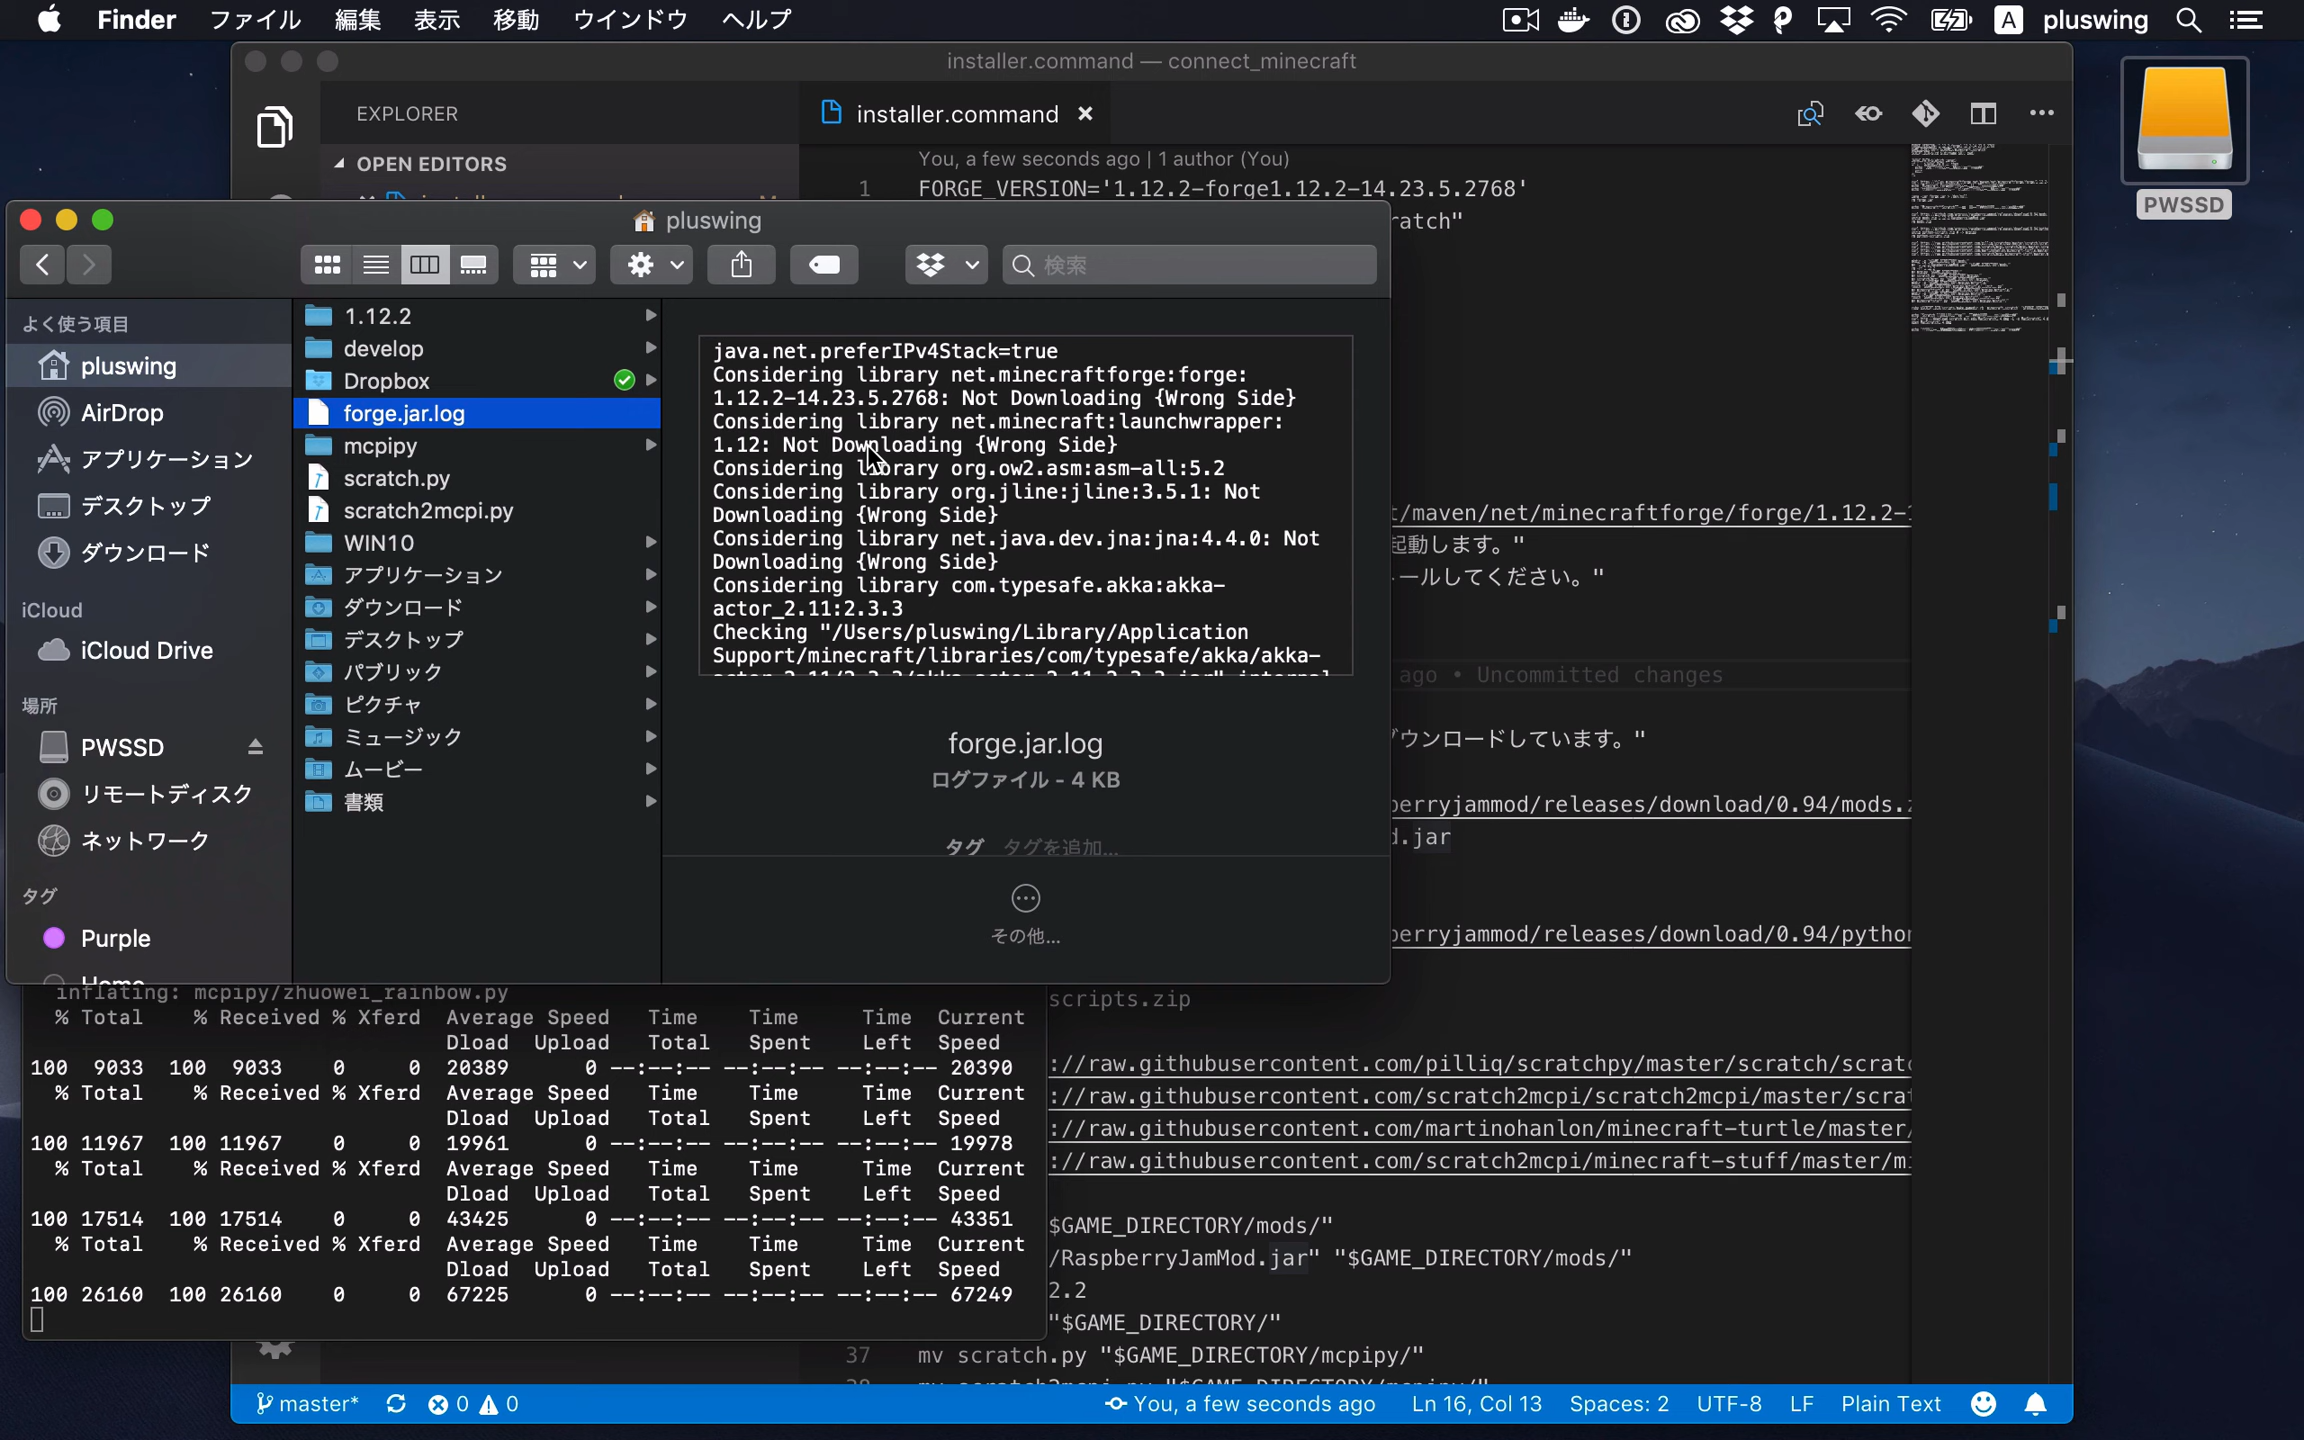 Finder ファイル 編集 表示 移動 ウインドウ ヘルプ A pluswing
installer.command — connect_minecraft
PWSSD
EXPLORER
OPEN EDITORS
installer.command
You, a few seconds ago | 1 author (You)
1 FORGE_VERSION='1.12.2-forge1.12.2-14.23.5.2768'
ratch"
pluswing
検索
よく使う項目
pluswing
AirDrop
アプリケーション
デスクトップ
ダウンロード
iCloud
iCloud Drive
場所
PWSSD
リモートディスク
ネットワーク
タグ
Purple
Home
1.12.2
develop
Dropbox
forge.jar.log
mcpipy
scratch.py
scratch2mcpi.py
WIN10
アプリケーション
ダウンロード
デスクトップ
パブリック
ピクチャ
ミュージック
ムービー
書類
java.net.preferIPv4Stack=true
Considering library net.minecraftforge:forge:
1.12.2-14.23.5.2768: Not Downloading {Wrong Side}
Considering library net.minecraft:launchwrapper:
1.12: Not Downloading {Wrong Side}
Considering library org.ow2.asm:asm-all:5.2
Considering library org.jline:jline:3.5.1: Not
Downloading {Wrong Side}
Considering library net.java.dev.jna:jna:4.4.0: Not
Downloading {Wrong Side}
Considering library com.typesafe.akka:akka-
actor_2.11:2.3.3
Checking "/Users/pluswing/Library/Application
Support/minecraft/libraries/com/typesafe/akka/akka-
forge.jar.log
ログファイル - 4 KB
タグ タグを追加...
その他...
t/maven/net/minecraftforge/forge/1.12.2-1
起動します。"
ールしてください。"
ago • Uncommitted changes
ウンロードしています。"
berryjammod/releases/download/0.94/mods.z
d.jar
berryjammod/releases/download/0.94/python
scripts.zip
://raw.githubusercontent.com/pilliq/scratchpy/master/scratch/scratc
://raw.githubusercontent.com/scratch2mcpi/scratch2mcpi/master/scrat
://raw.githubusercontent.com/martinohanlon/minecraft-turtle/master/
://raw.githubusercontent.com/scratch2mcpi/minecraft-stuff/master/mi
$GAME_DIRECTORY/mods/"
/RaspberryJamMod.jar" "$GAME_DIRECTORY/mods/"
2.2
"$GAME_DIRECTORY/"
37 mv scratch.py "$GAME_DIRECTORY/mcpipy/"
inflating: mcpipy/zhuowei_rainbow.py
% Total % Received % Xferd Average Speed Time Time Time Current
Dload Upload Total Spent Left Speed
100 9033 100 9033 0 0 20389 0 --:--:-- --:--:-- --:--:-- 20390
% Total % Received % Xferd Average Speed Time Time Time Current
Dload Upload Total Spent Left Speed
100 11967 100 11967 0 0 19961 0 --:--:-- --:--:-- --:--:-- 19978
% Total % Received % Xferd Average Speed Time Time Time Current
Dload Upload Total Spent Left Speed
100 17514 100 17514 0 0 43425 0 --:--:-- --:--:-- --:--:-- 43351
% Total % Received % Xferd Average Speed Time Time Time Current
Dload Upload Total Spent Left Speed
100 26160 100 26160 0 0 67225 0 --:--:-- --:--:-- --:--:-- 67249
master* 0 0 You, a few seconds ago Ln 16, Col 13 Spaces: 2 UTF-8 LF Plain Text